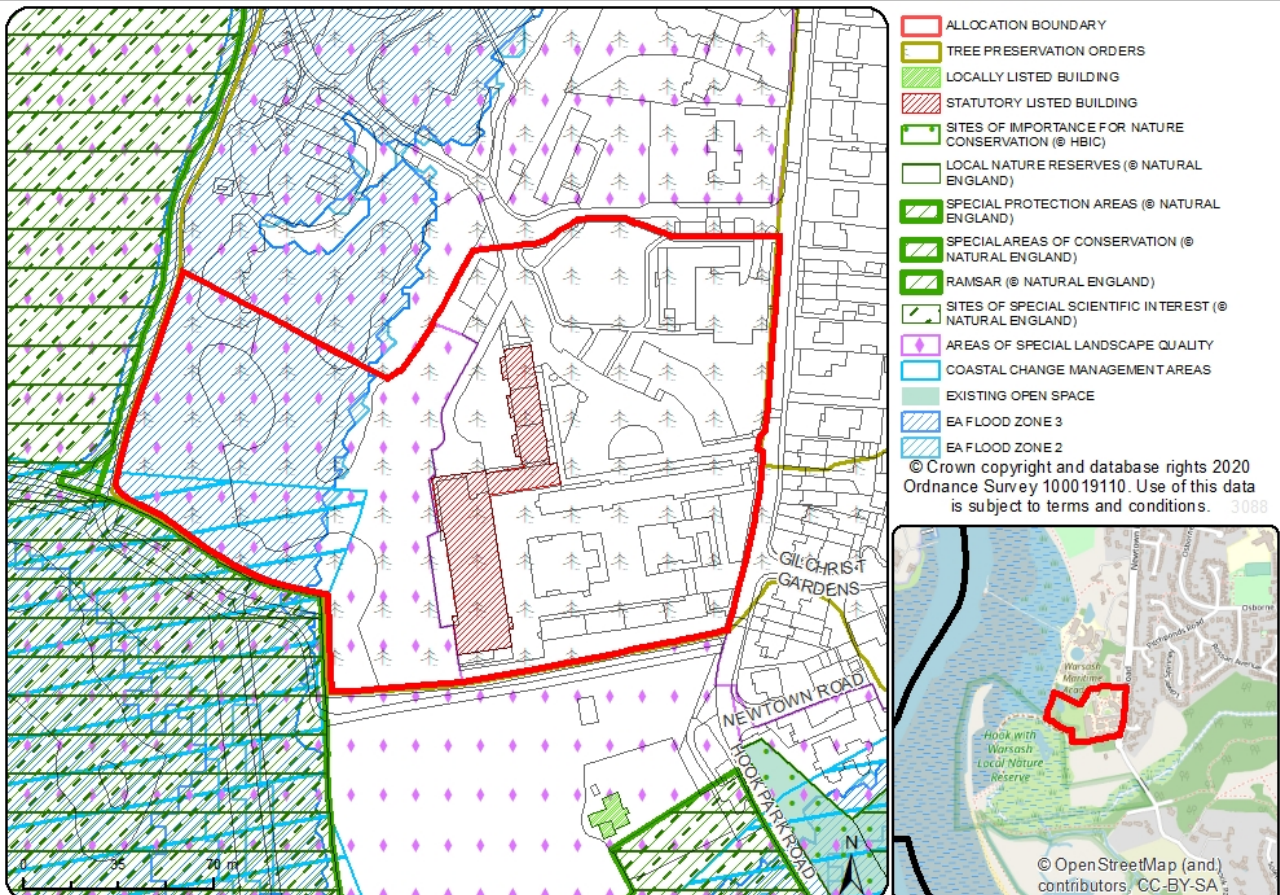 ALLOCATION BOUNDARY
TREE PRESERVATION ORDERS
LOCALLY LISTED BUILDING
STATUTORY LISTED BUILDING
SITES OF IMPORTANCE FOR NATURE
CONSERVATION (© HBIC)
LOCAL NATURE RESERVES (© NATURAL
ENGLAND)
SPECIAL PROTECTION AREAS (© NATURAL
ENGLAND)
SPECIAL AREAS OF CONSERVATION (©
NATURAL ENGLAND)
RAMSAR (© NATURAL ENGLAND)
SITES OF SPECIAL SCIENTIFIC INTEREST (©
NATURAL ENGLAND)
AREAS OF SPECIAL LANDSCAPE QUALITY
COASTAL CHANGE MANAGEMENT AREAS
EXISTING OPEN SPACE
EA FLOOD ZONE 3
EA FLOOD ZONE 2
© Crown copyright and database rights 2020
Ordnance Survey 100019110. Use of this data
is subject to terms and conditions. 3088
GILCHRIST
GARDENS
NEWTOWN ROAD
HOOK PARK ROAD
0 35 70 m
N
Newtown
Osborne
Osborne
Pitchponds Road
Warsash
Maritime
Hook with
Warsash
Local Nature
Reserve
© OpenStreetMap (and)
contributors, CC-BY-SA